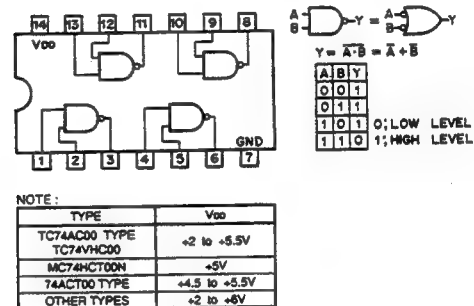 14 13 12 11 10 9 8
VDD
GND
1 2 3 4 5 6 7
A
B
Y = A
B
Y
Y = A·B = A + B
A B Y
0 0 1
0 1 1
1 0 1 0; LOW LEVEL
1 1 0 1; HIGH LEVEL
NOTE :
TYPE VDD
TC74AC00 TYPE
TC74VHC00
+2 to +5.5V
MC74HCT00N +5V
74ACT00 TYPE +4.5 to +5.5V
OTHER TYPES +2 to +6V